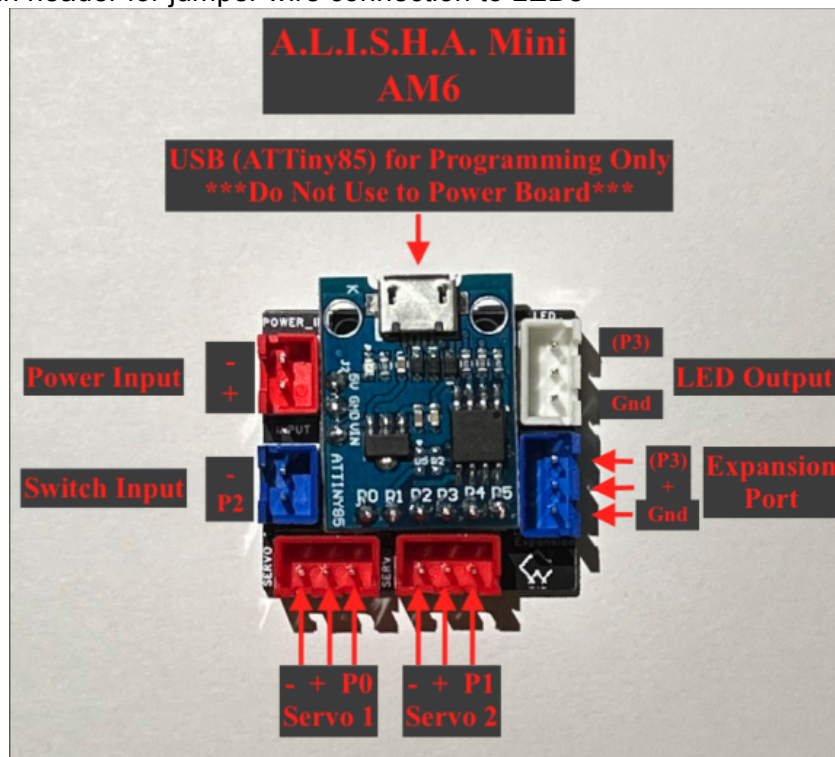 A.L.I.S.H.A. Mini
AM6
USB (ATTiny85) for Programming Only
***Do Not Use to Power Board***
K
POWER_I
LED
(P3)
-
+
Power Input
LED Output
Gnd
J2
5V GND VIN
INPUT
-
P2
Switch Input
(P3)
+
Gnd
Expansion
Port
ATTINY85
P0 P1 P2 P3 P4 P5
SERVO
SERV
- + P0
Servo 1
- + P1
Servo 2